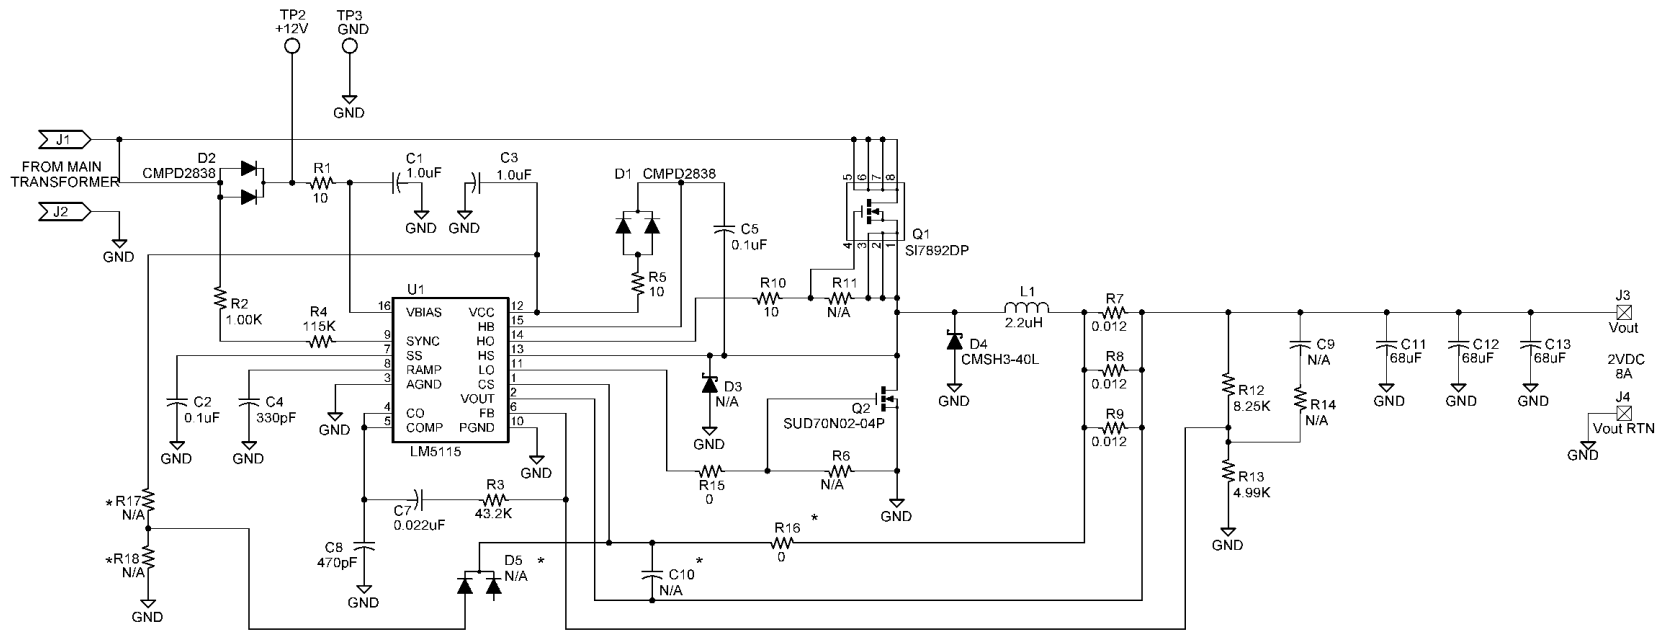 TP2
+12V
TP3
GND
GND
J1
FROM MAIN
TRANSFORMER
J2
GND
D2
CMPD2838
R1
10
C1
1.0uF
GND
C3
1.0uF
GND
D1 CMPD2838
C5
0.1uF
R5
10
5 6 7 8
4 3 2 1
Q1
SI7892DP
R2
1.00K
R4
115K
U1
16 VBIAS
9 SYNC
7 SS
8 RAMP
3 AGND
4 CO
5 COMP
VCC 12
HB 15
HO 14
HS 13
LO 11
CS 1
VOUT 2
FB 6
PGND 10
LM5115
GND
GND
R10
10
R11
N/A
L1
2.2uH
D4
CMSH3-40L
GND
R7
0.012
R8
0.012
R9
0.012
J3
Vout
2VDC
8A
J4
Vout RTN
GND
C9
N/A
C11
68uF
GND
C12
68uF
GND
C13
68uF
GND
R12
8.25K
R14
N/A
R13
4.99K
GND
C2
0.1uF
GND
C4
330pF
GND
D3
N/A
GND
Q2
SUD70N02-04P
R15
0
R6
N/A
GND
*R17
N/A
*R18
N/A
GND
C7
0.022uF
R3
43.2K
C8
470pF
GND
D5 *
N/A
C10 *
N/A
R16 *
0